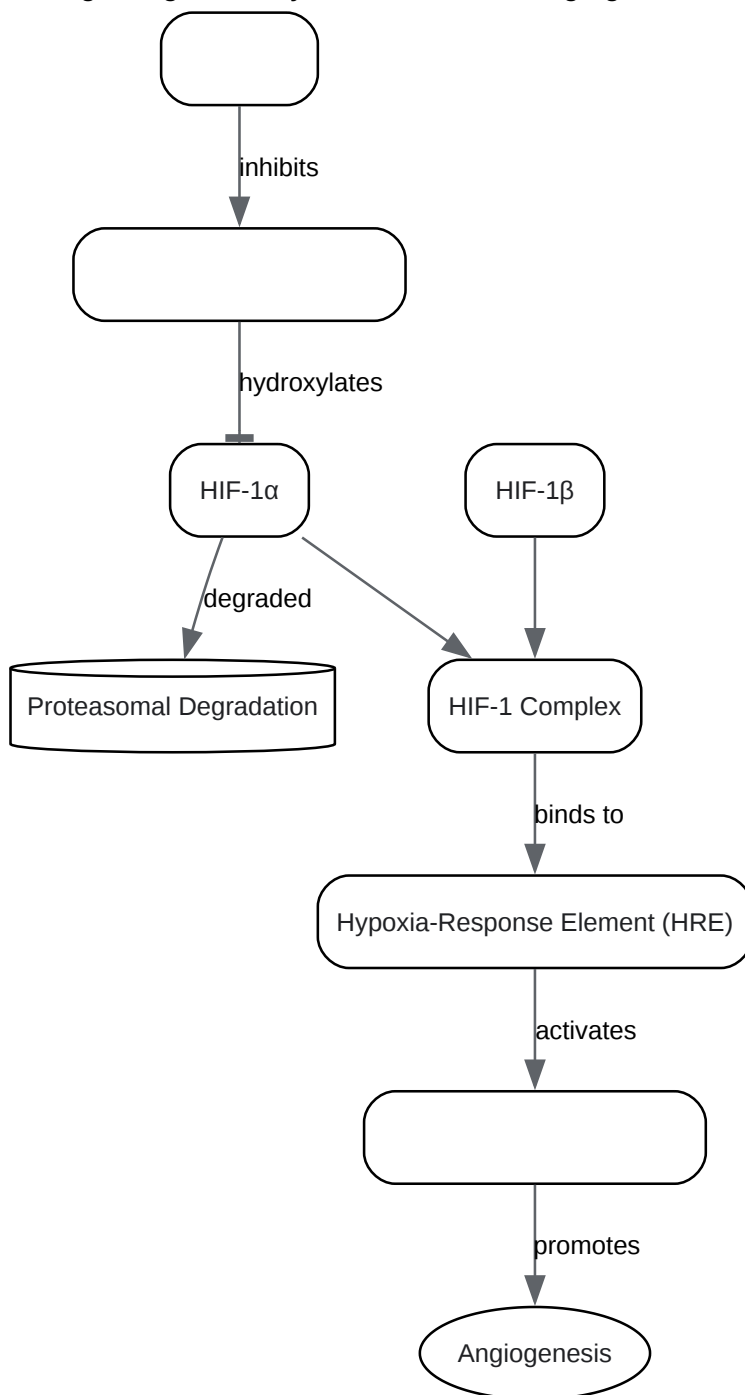 inhibits
hydroxylates
HIF-1α
HIF-1β
degraded
Proteasomal Degradation
HIF-1 Complex
binds to
Hypoxia-Response Element (HRE)
activates
promotes
Angiogenesis